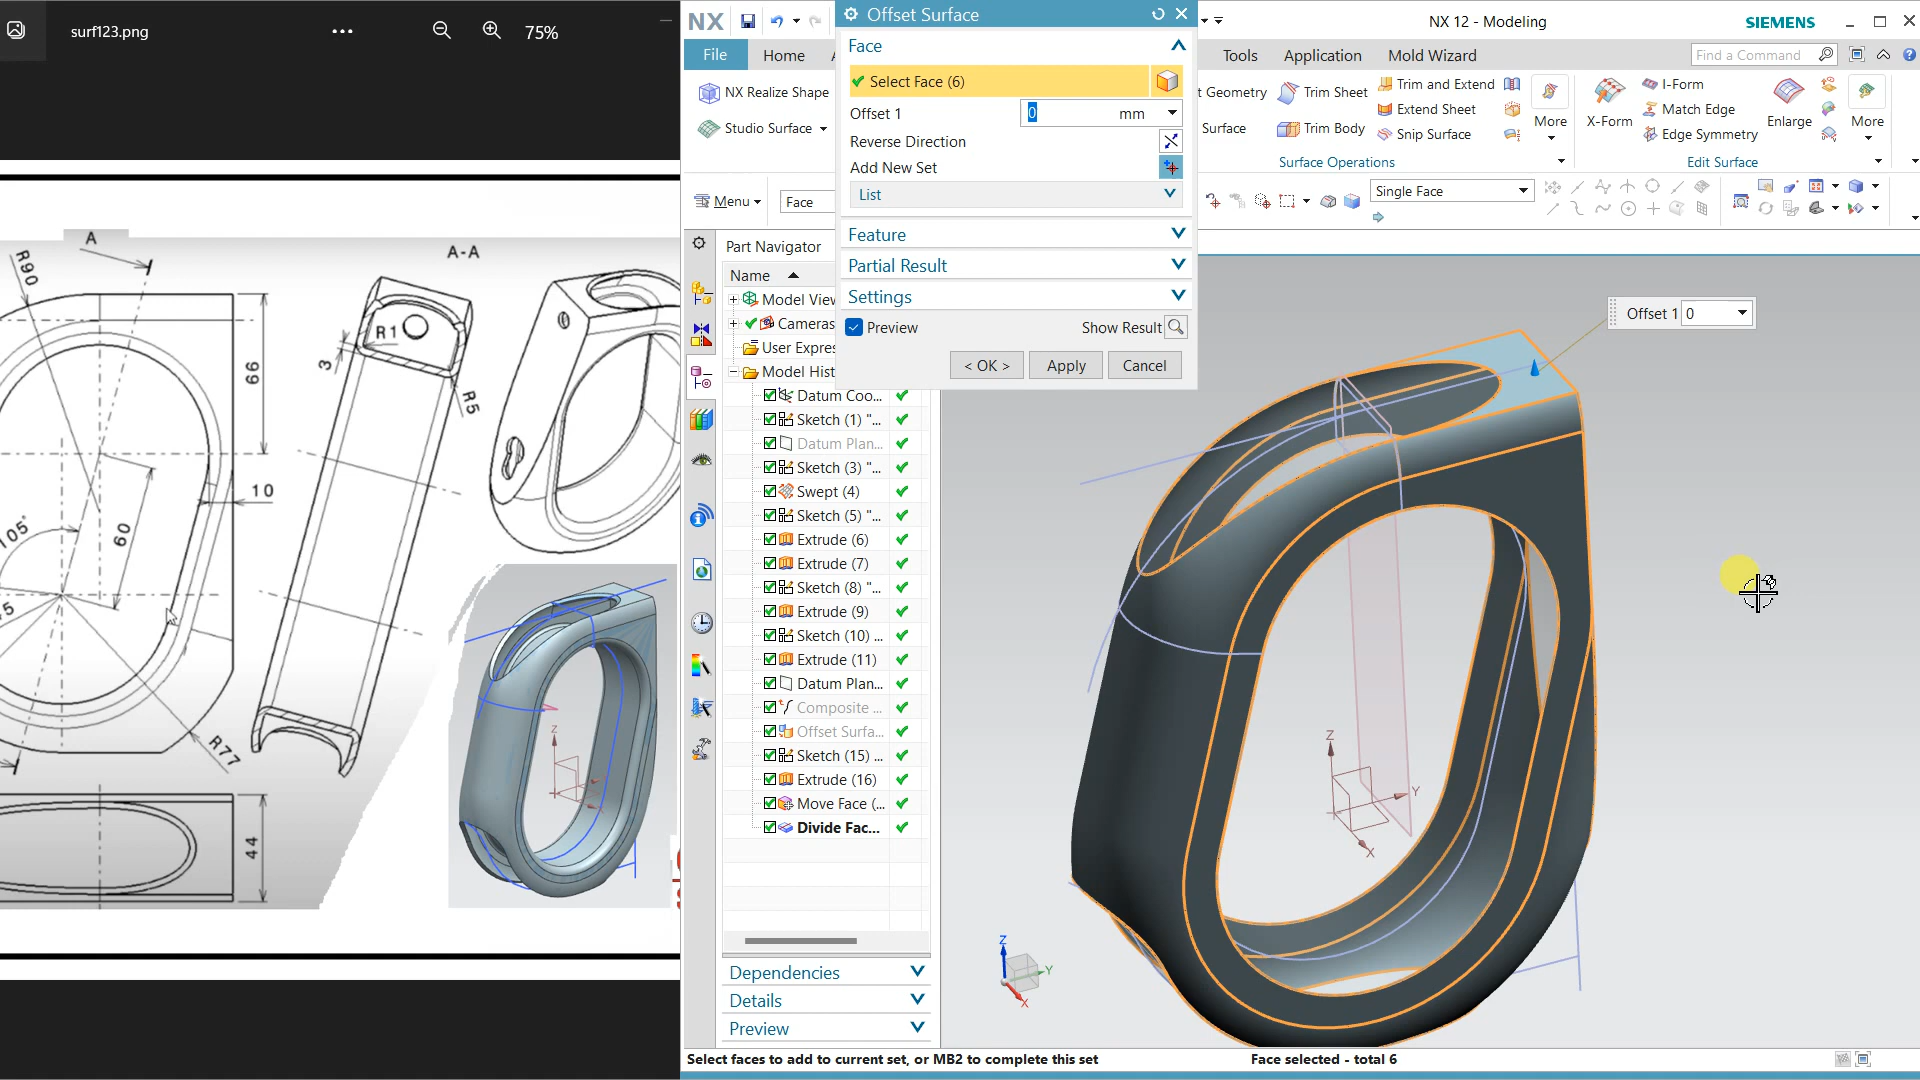 surf123.png
75%
NX
Offset Surface
NX 12 - Modeling
SIEMENS
File
Home
Tools
Application
Mold Wizard
Find a Command
NX Realize Shape
Studio Surface
t Geometry
Surface
Trim Sheet
Trim Body
Trim and Extend
Extend Sheet
Snip Surface
More
Surface Operations
X-Form
I-Form
Match Edge
Edge Symmetry
Enlarge
More
Edit Surface
Menu
Face
Single Face
Face
Select Face (6)
Offset 1
0
mm
Reverse Direction
Add New Set
List
Feature
Partial Result
Settings
Preview
Show Result
< OK >
Apply
Cancel
Part Navigator
Name
Model Viev
Cameras
User Expres
Model Hist
Datum Coo...
Sketch (1) "...
Datum Plan...
Sketch (3) "...
Swept (4)
Sketch (5) "...
Extrude (6)
Extrude (7)
Sketch (8) "...
Extrude (9)
Sketch (10) ...
Extrude (11)
Datum Plan...
Composite ...
Offset Surfa...
Sketch (15) ...
Extrude (16)
Move Face (...
Divide Fac...
Dependencies
Details
Preview
Select faces to add to current set, or MB2 to complete this set
Face selected - total 6
Offset 1
0
Z
Y
X
Z
Y
X
A
A-A
R90
R1
3
R5
66
10
60
105°
R77
44
Z